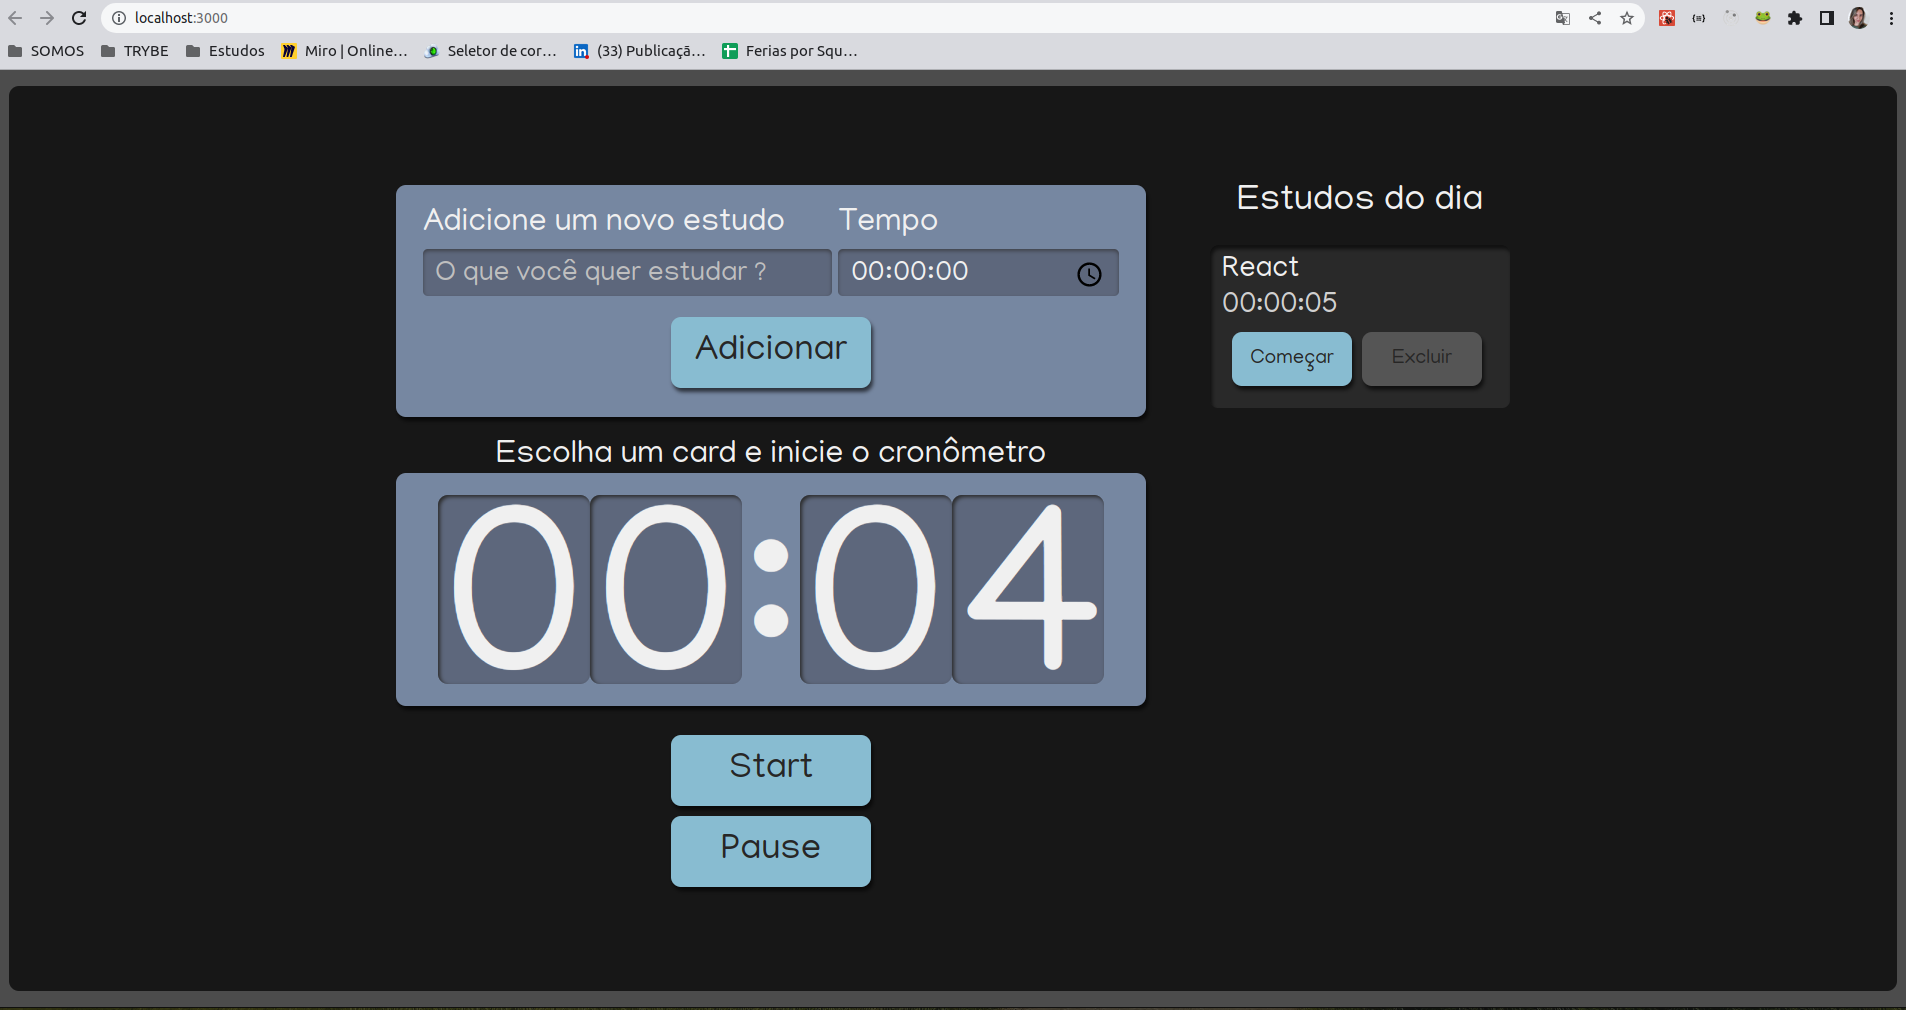 localhost:3000
SOMOS TRYBE Estudos Miro | Online... Seletor de cor... (33) Publicaçã... Ferias por Squ...
Adicione um novo estudo Tempo
O que você quer estudar ? 00:00:00
Adicionar
Escolha um card e inicie o cronômetro
00:04
Start
Pause
Estudos do dia
React
00:00:05
Começar Excluir